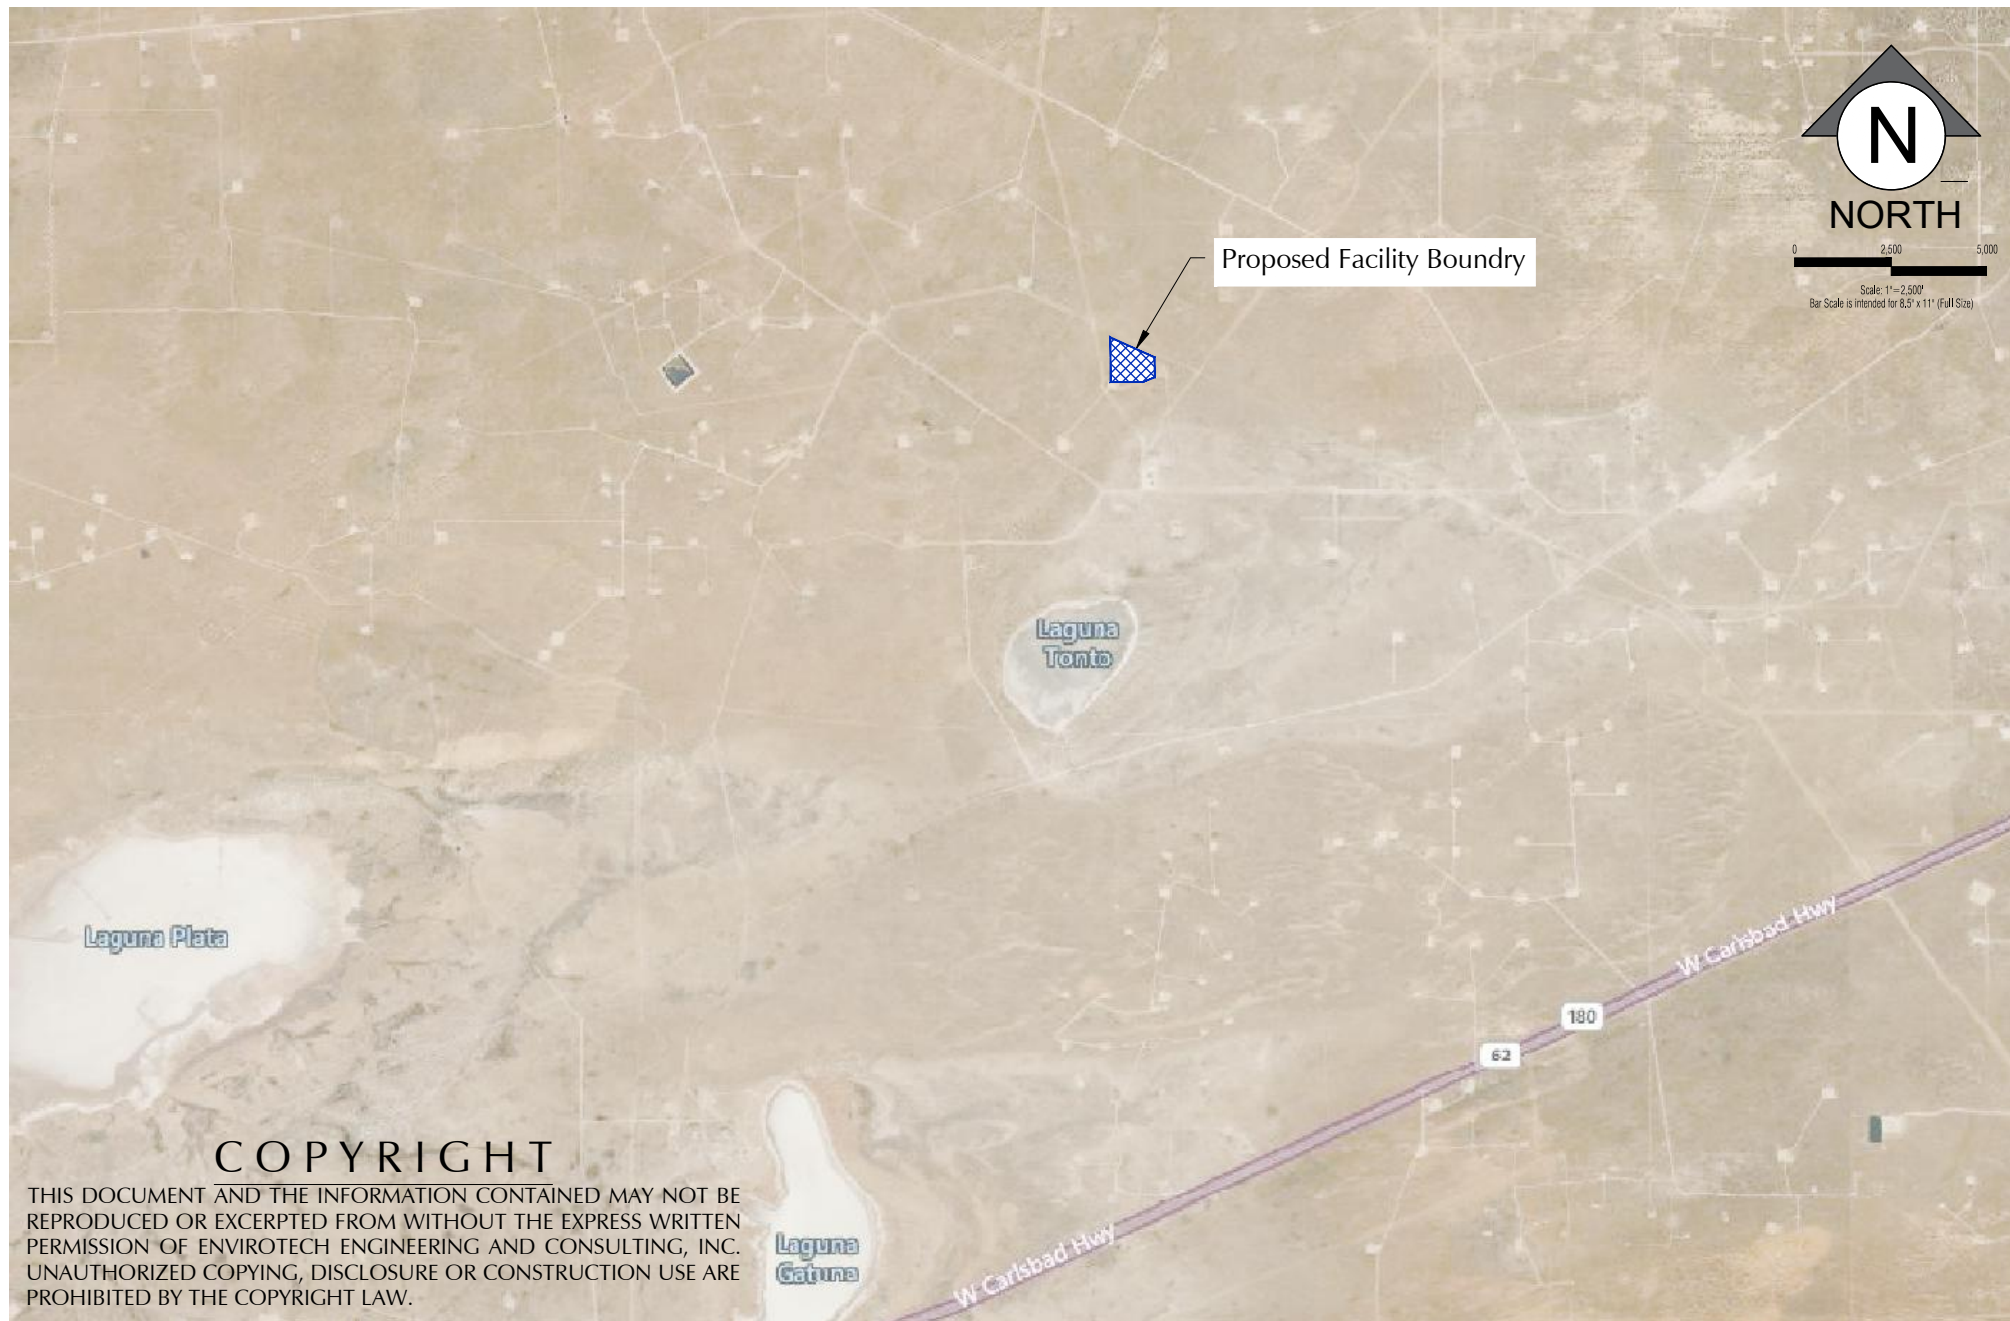 N
NORTH
0 2,500 5,000
Scale: 1"=2,500'
Bar Scale is intended for 8.5" x 11" (Full Size)
Proposed Facility Boundry
Laguna
Tonto
Laguna Plata
W Carlsbad Hwy
180
62
COPYRIGHT
THIS DOCUMENT AND THE INFORMATION CONTAINED MAY NOT BE
REPRODUCED OR EXCERPTED FROM WITHOUT THE EXPRESS WRITTEN
PERMISSION OF ENVIROTECH ENGINEERING AND CONSULTING, INC.
UNAUTHORIZED COPYING, DISCLOSURE OR CONSTRUCTION USE ARE
PROHIBITED BY THE COPYRIGHT LAW.
Laguna
Gatuna
W Carlsbad Hwy